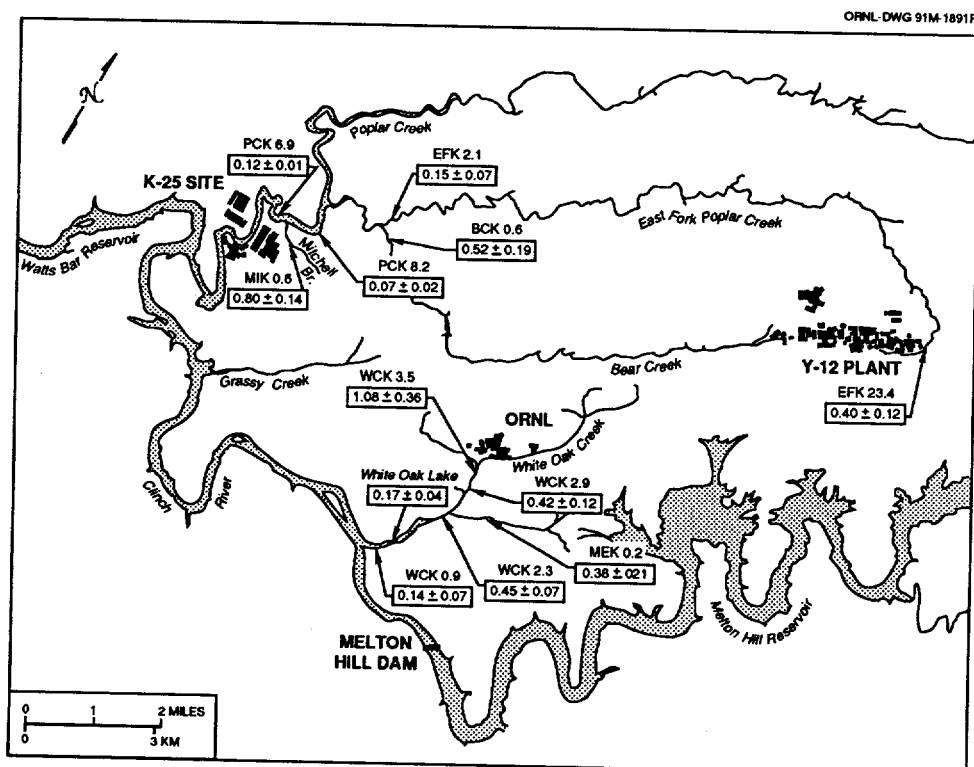 ORNL-DWG 91M-1891R
N
Poplar Creek
PCK 6.9
0.12 ± 0.01
EFK 2.1
0.15 ± 0.07
K-25 SITE
East Fork Poplar Creek
BCK 0.6
0.52 ± 0.19
Watts Bar Reservoir
Mitchell
Br.
PCK 8.2
0.07 ± 0.02
MIK 0.6
0.80 ± 0.14
Y-12 PLANT
Bear Creek
Grassy Creek
EFK 23.4
0.40 ± 0.12
WCK 3.5
1.08 ± 0.36
ORNL
White Oak Creek
Clinch
River
White Oak Lake
0.17 ± 0.04
WCK 2.9
0.42 ± 0.12
MEK 0.2
0.38 ± 021
WCK 0.9
0.14 ± 0.07
WCK 2.3
0.45 ± 0.07
Melton Hill Reservoir
MELTON
HILL DAM
0 1 2 MILES
0 3 KM